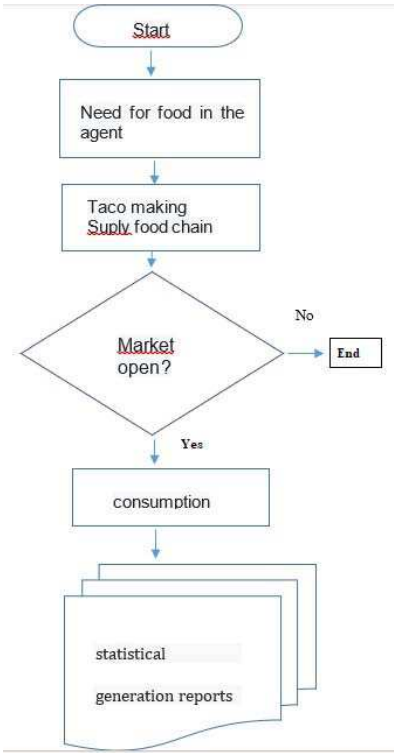 Start
Need for food in the
agent
Taco making
Suply food chain
Market
open?
No
End
Yes
consumption
statistical
generation reports